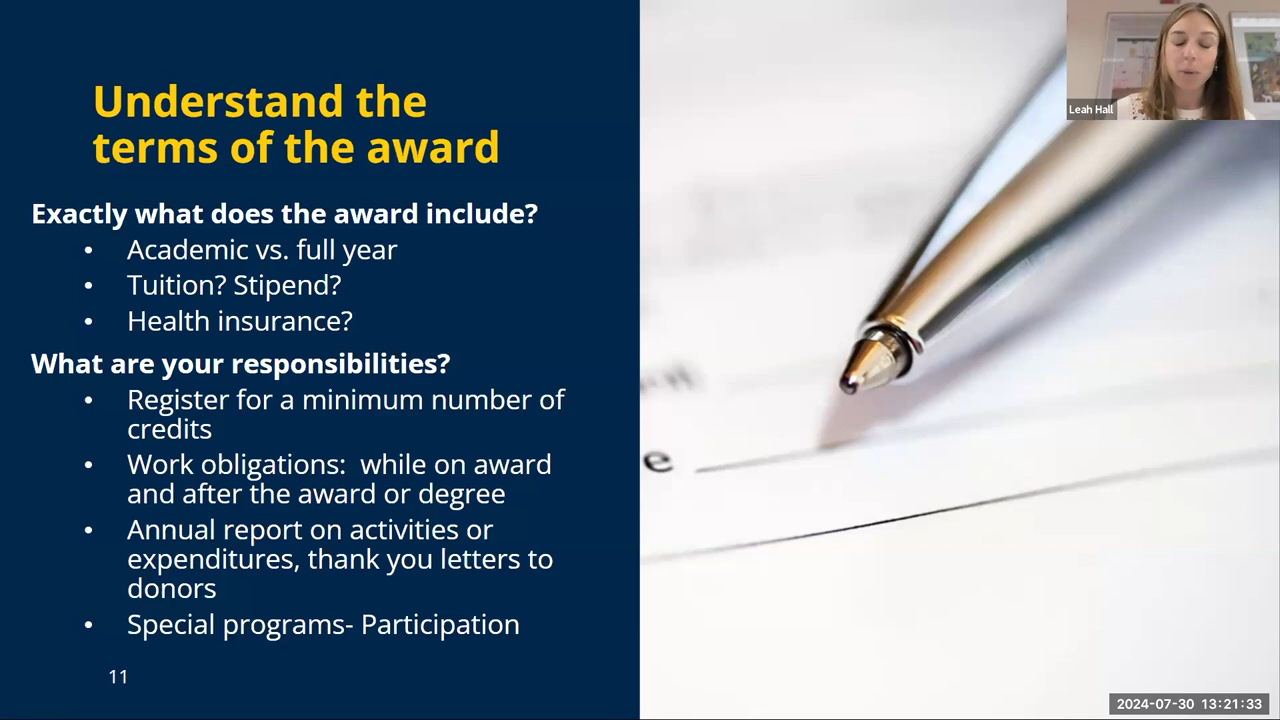 Understand the
terms of the award
Exactly what does the award include?
• Academic vs. full year
• Tuition? Stipend?
• Health insurance?
What are your responsibilities?
• Register for a minimum number of
credits
• Work obligations:  while on award
and after the award or degree
• Annual report on activities or
expenditures, thank you letters to
donors
• Special programs- Participation
11
e
Leah Hall
2024-07-30 13:21:33